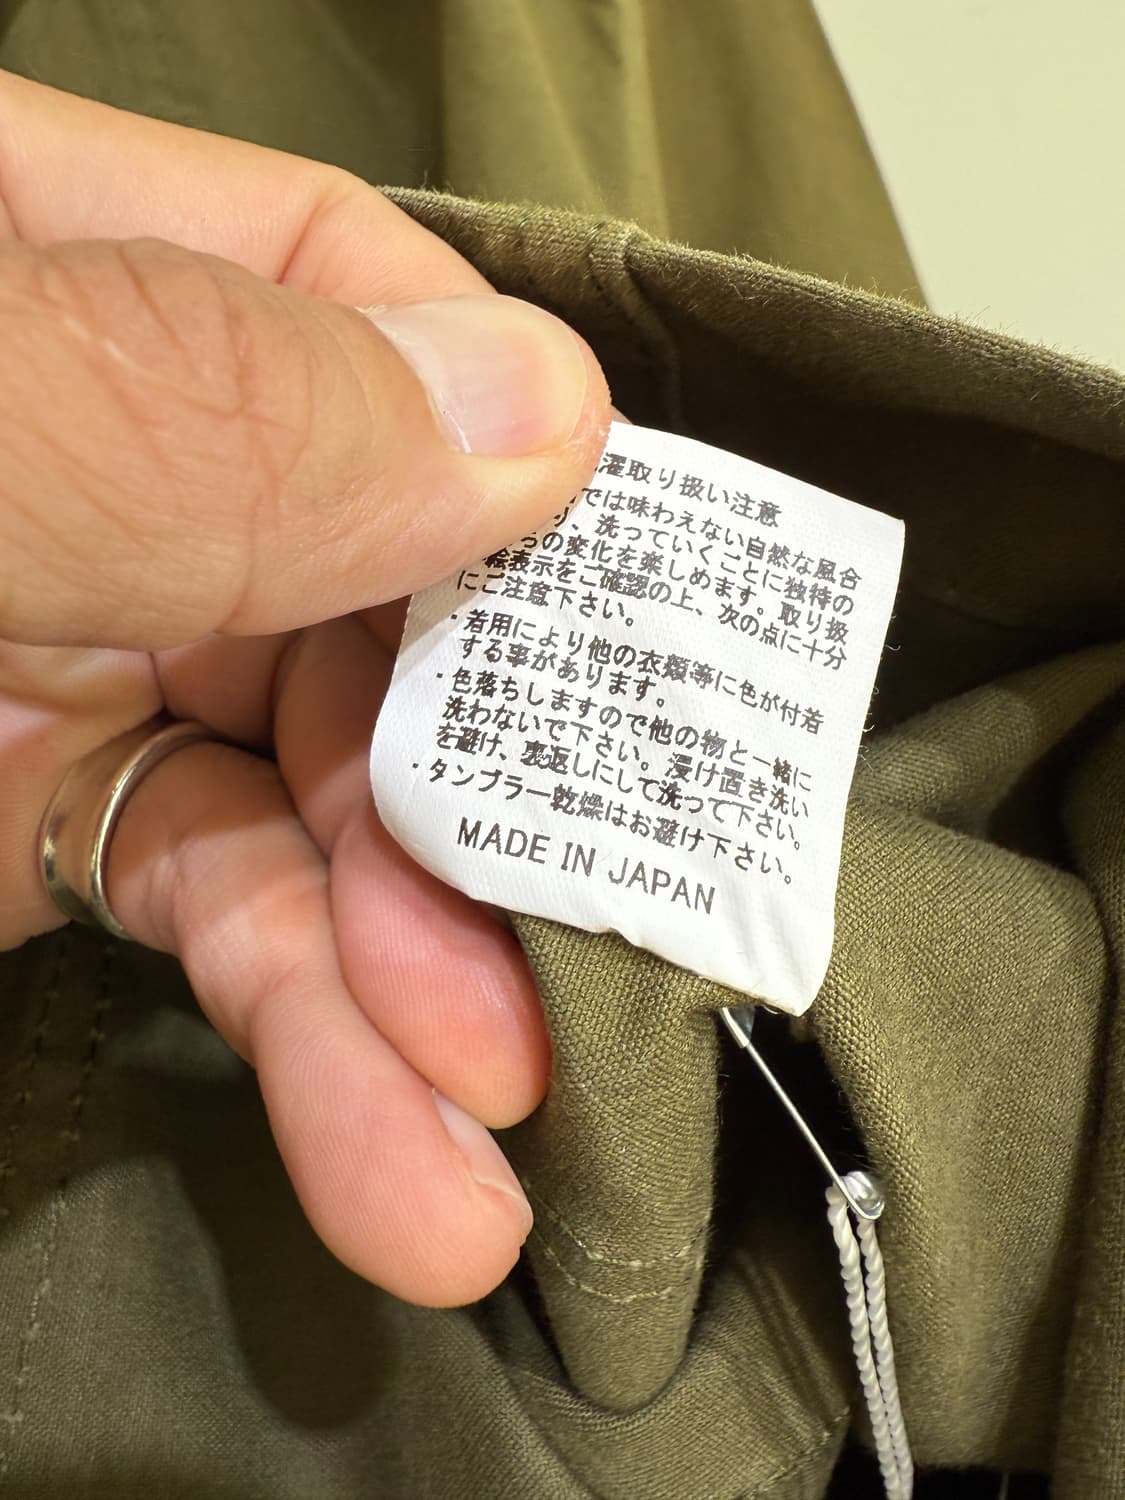 濯取り扱い注意
では味わえない自然な風合
り、洗っていくごとに独特の
らの変化を楽しめます。取り扱
絵表示をご確認の上、次の点に十分
にご注意下さい。
・着用により他の衣類等に色が付着
する事があります。
・色落ちしますので他の物と一緒に
洗わないで下さい。浸け置き洗い
を避け、裏返しにして洗って下さい。
・タンブラー乾燥はお避け下さい。
MADE IN JAPAN